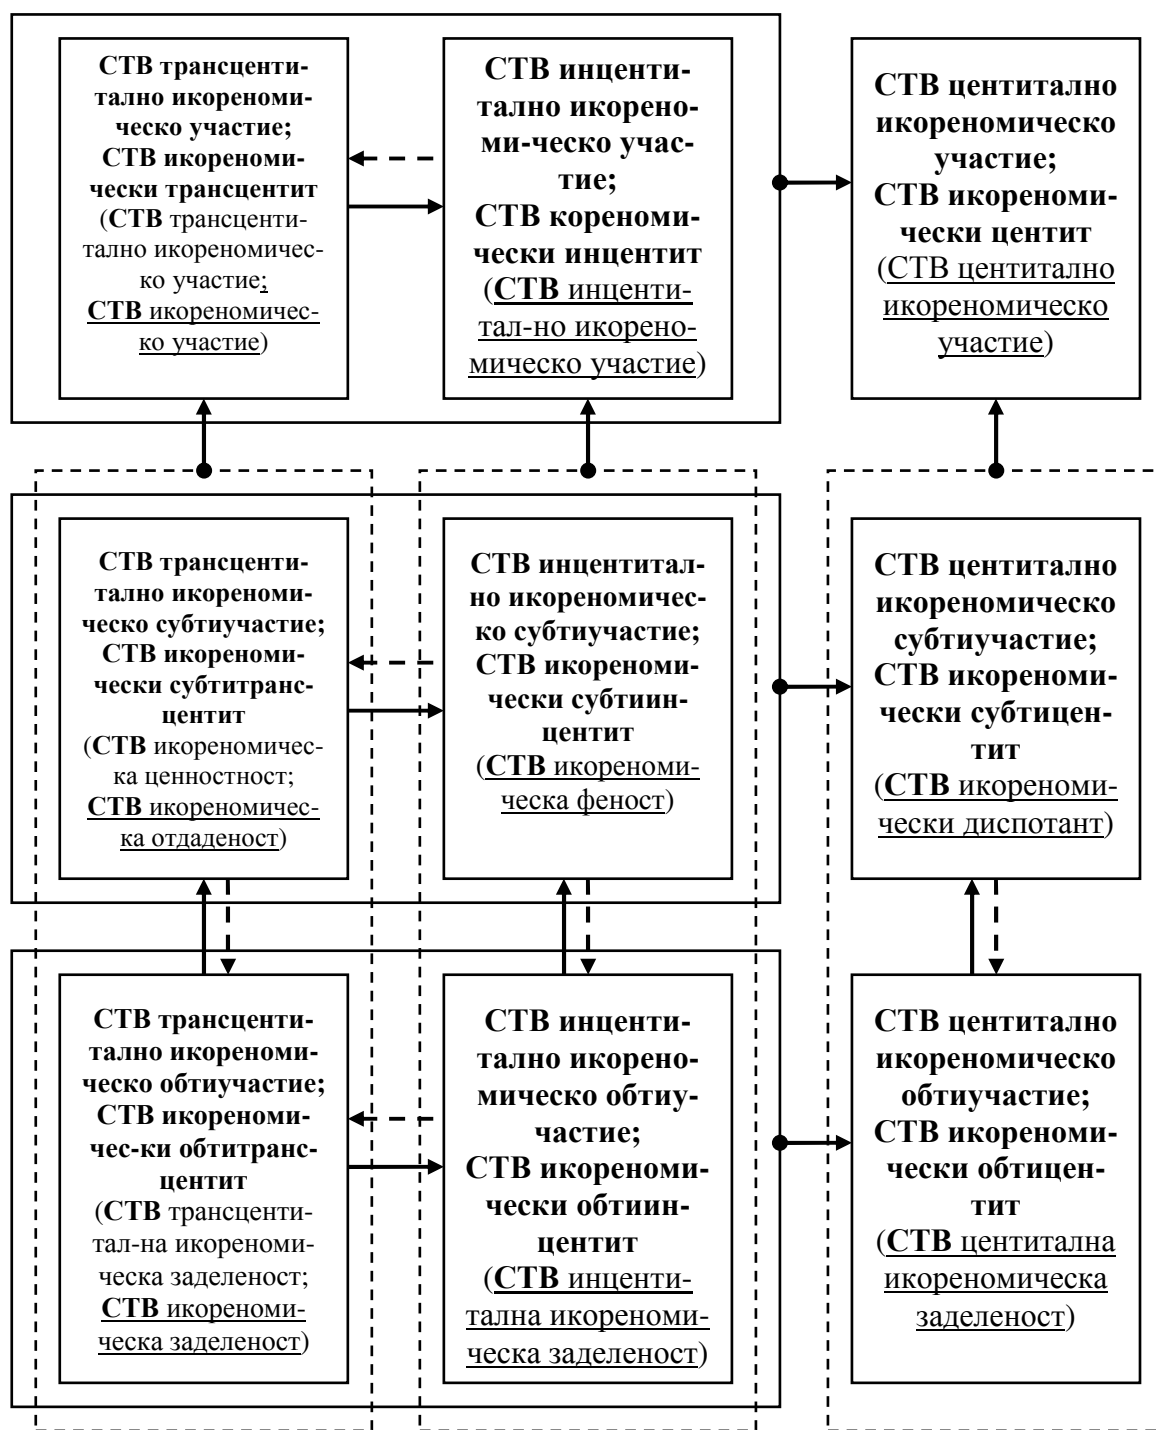 СТВ трансценти-
тално икореноми-
ческо участие;
СТВ икореноми-
чески трансцентит
(СТВ трансценти-
тално икореномичес-
ко участие;
СТВ икореномичес-
ко участие)
СТВ инценти-
тално икорено-
ми-ческо учас-
тие;
СТВ кореноми-
чески инцентит
(СТВ инценти-
тал-но икорено-
мическо участие)
СТВ центитално
икореномическо
участие;
СТВ икореноми-
чески центит
(СТВ центитално
икореномическо
участие)
СТВ трансценти-
тално икореноми-
ческо субтиучастие;
СТВ икореноми-
чески субтитранс-
центит
(СТВ икореномичес-
ка ценностност;
СТВ икореномичес-
ка отдаденост)
СТВ инцентитал-
но икореномичес-
ко субтиучастие;
СТВ икореноми-
чески субтиин-
центит
(СТВ икореноми-
ческа феност)
СТВ центитално
икореномическо
субтиучастие;
СТВ икореноми-
чески субтицен-
тит
(СТВ икореноми-
чески диспотант)
СТВ трансценти-
тално икореноми-
ческо обтиучастие;
СТВ икореноми-
чес-ки обтитранс-
центит
(СТВ трансценти-
тал-на икореноми-
ческа заделеност;
СТВ икореноми-
ческа заделеност)
СТВ инценти-
тално икорено-
мическо обтиу-
частие;
СТВ икореноми-
чески обтиин-
центит
(СТВ инценти-
тална икореноми-
ческа заделеност)
СТВ центитално
икореномическо
обтиучастие;
СТВ икореноми-
чески обтицен-
тит
(СТВ центитална
икореномическа
заделеност)